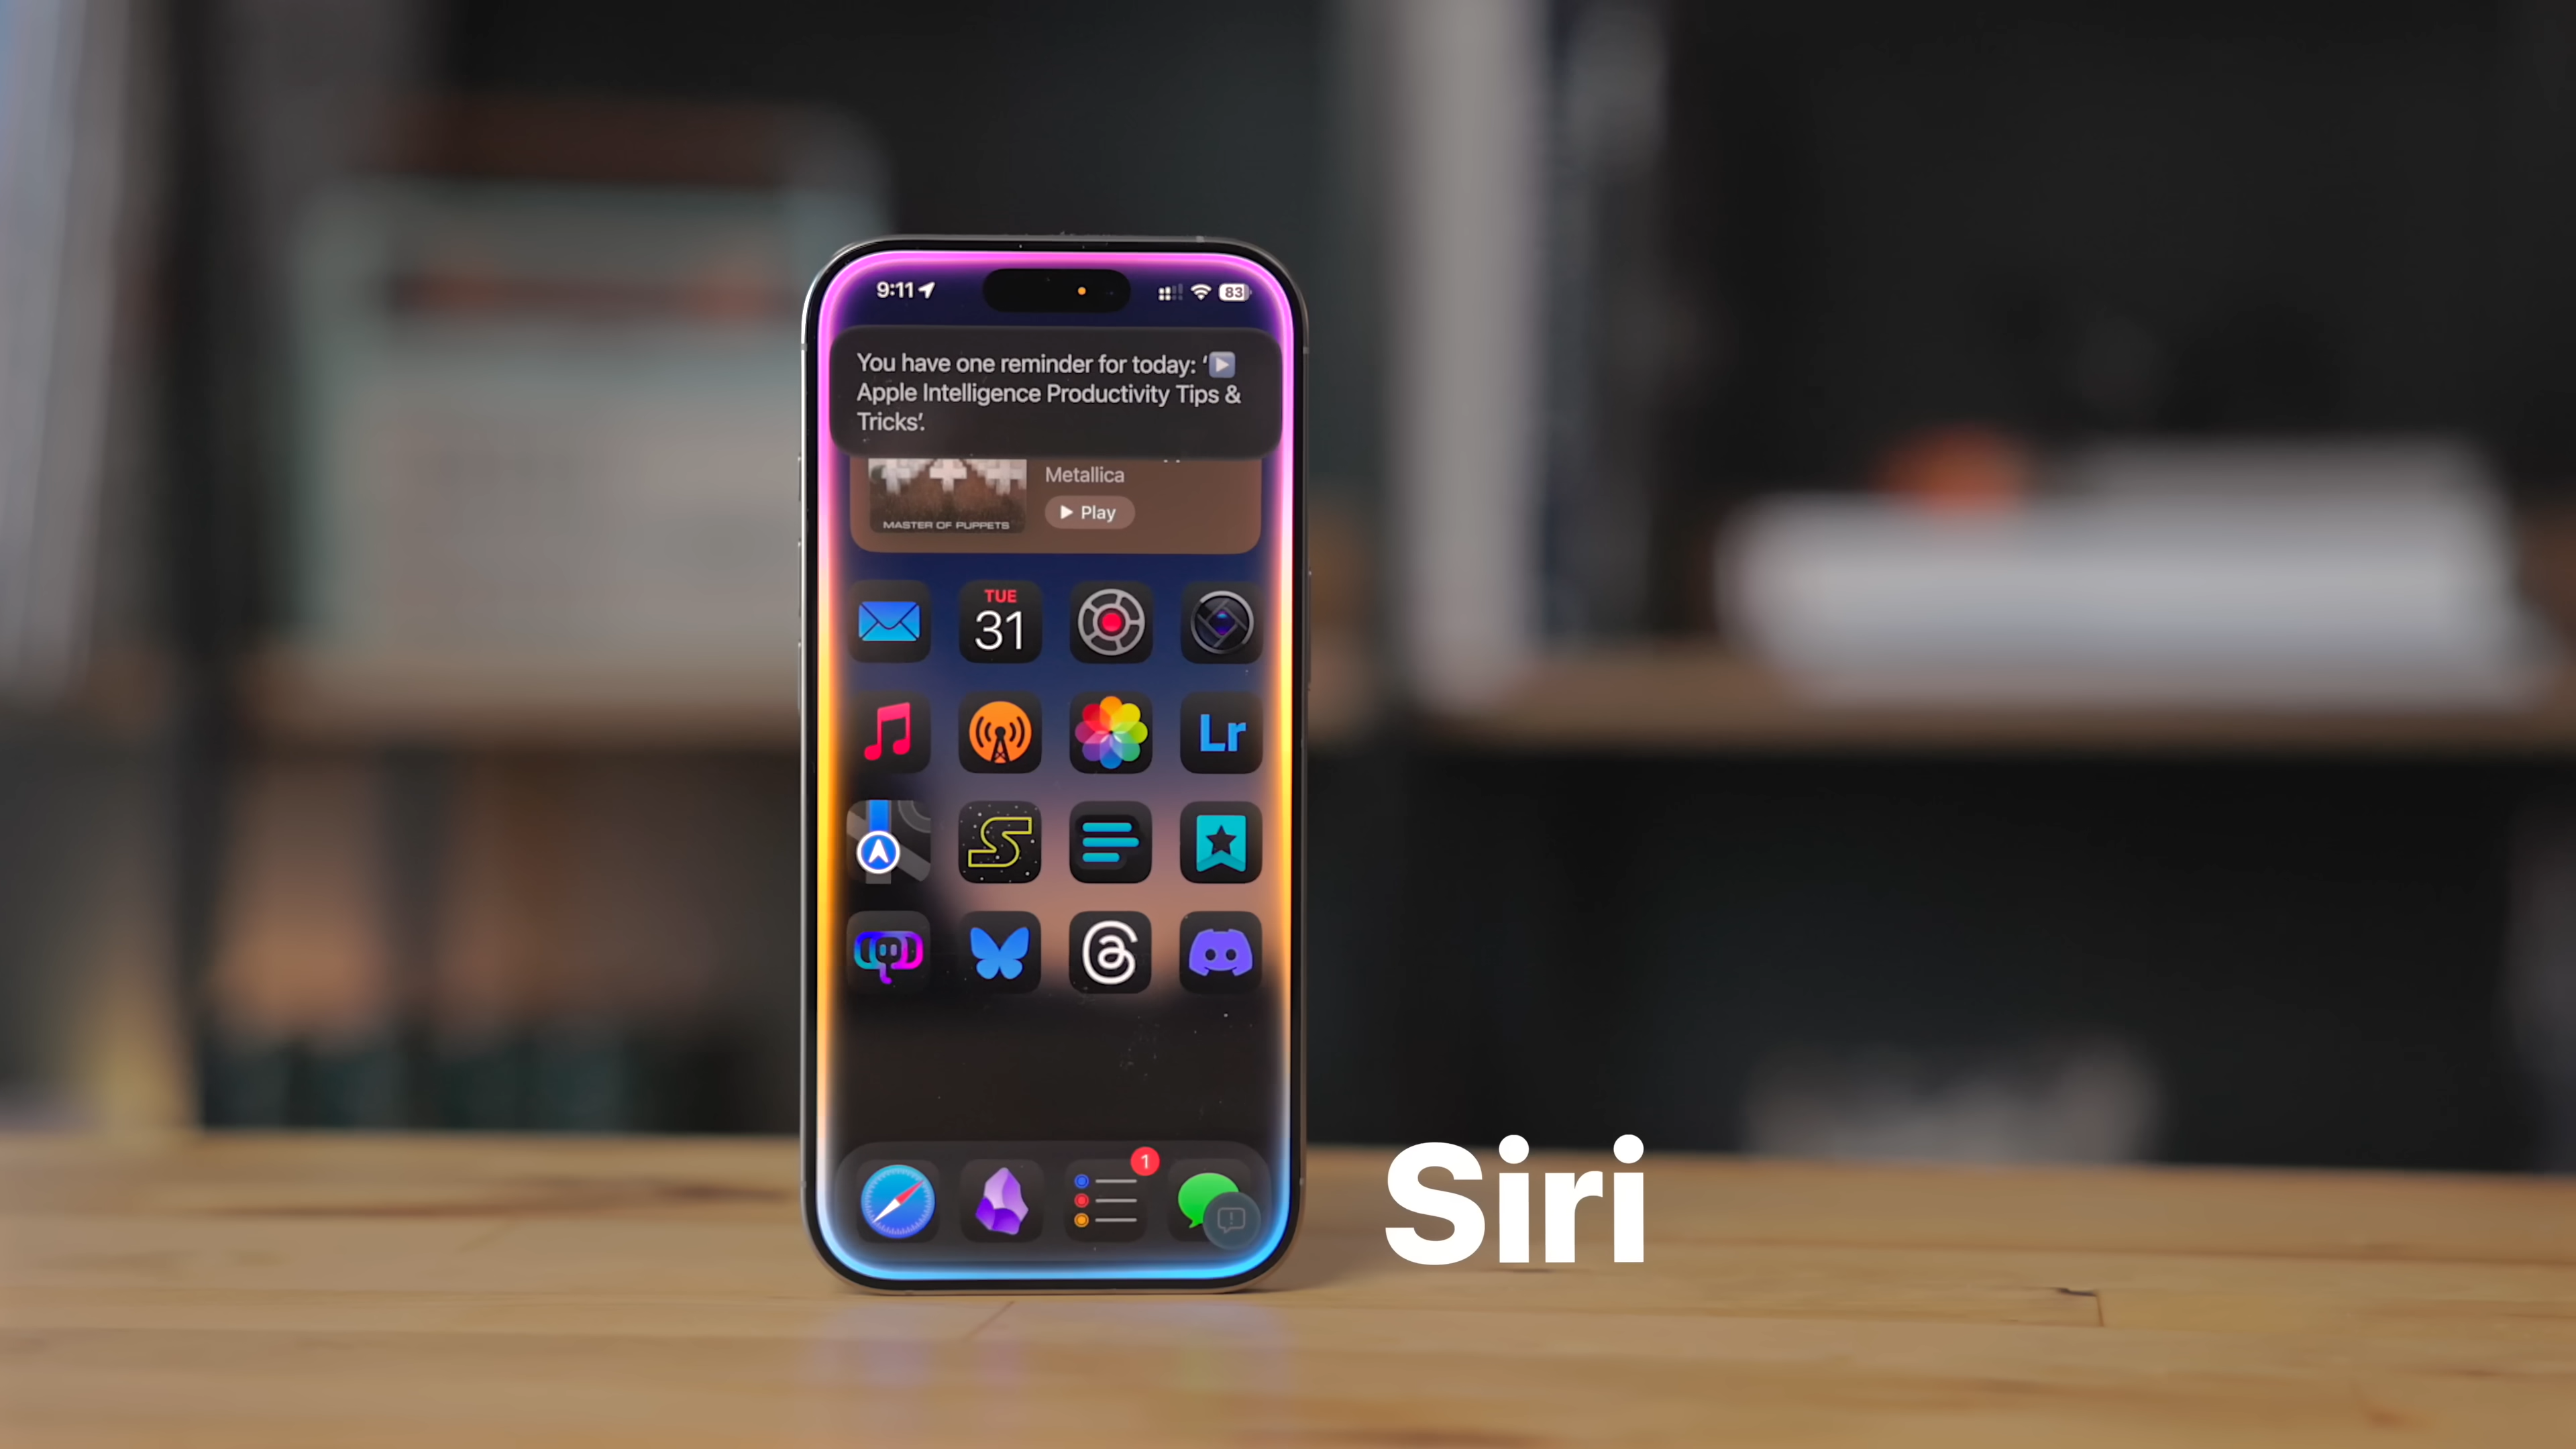 9:11
83
You have one reminder for today: ‘▶️
Apple Intelligence Productivity Tips &
Tricks’.
Metallica
MASTER OF PUPPETS
Play
TUE
31
Lr
1
Siri